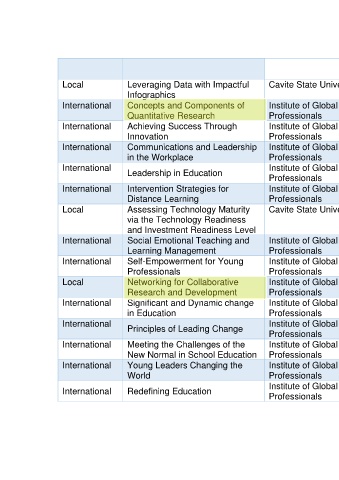 Local Leveraging Data with Impactful Cavite State Unive
Infographics
International Concepts and Components of Institute of Global
Quantitative Research Professionals
International Achieving Success Through Institute of Global
Innovation Professionals
International Communications and Leadership Institute of Global
in the Workplace Professionals
International Leadership in Education Institute of Global
Professionals
International Intervention Strategies for Institute of Global
Distance Learning Professionals
Local Assessing Technology Maturity Cavite State Unive
via the Technology Readiness
and Investment Readiness Level
International Social Emotional Teaching and Institute of Global
Learning Management Professionals
International Self-Empowerment for Young Institute of Global
Professionals Professionals
Local Networking for Collaborative Institute of Global
Research and Development Professionals
International Significant and Dynamic change Institute of Global
in Education Professionals
International Principles of Leading Change Institute of Global
Professionals
International Meeting the Challenges of the Institute of Global
New Normal in School Education Professionals
International Young Leaders Changing the Institute of Global
World Professionals
International Redefining Education Institute of Global
Professionals